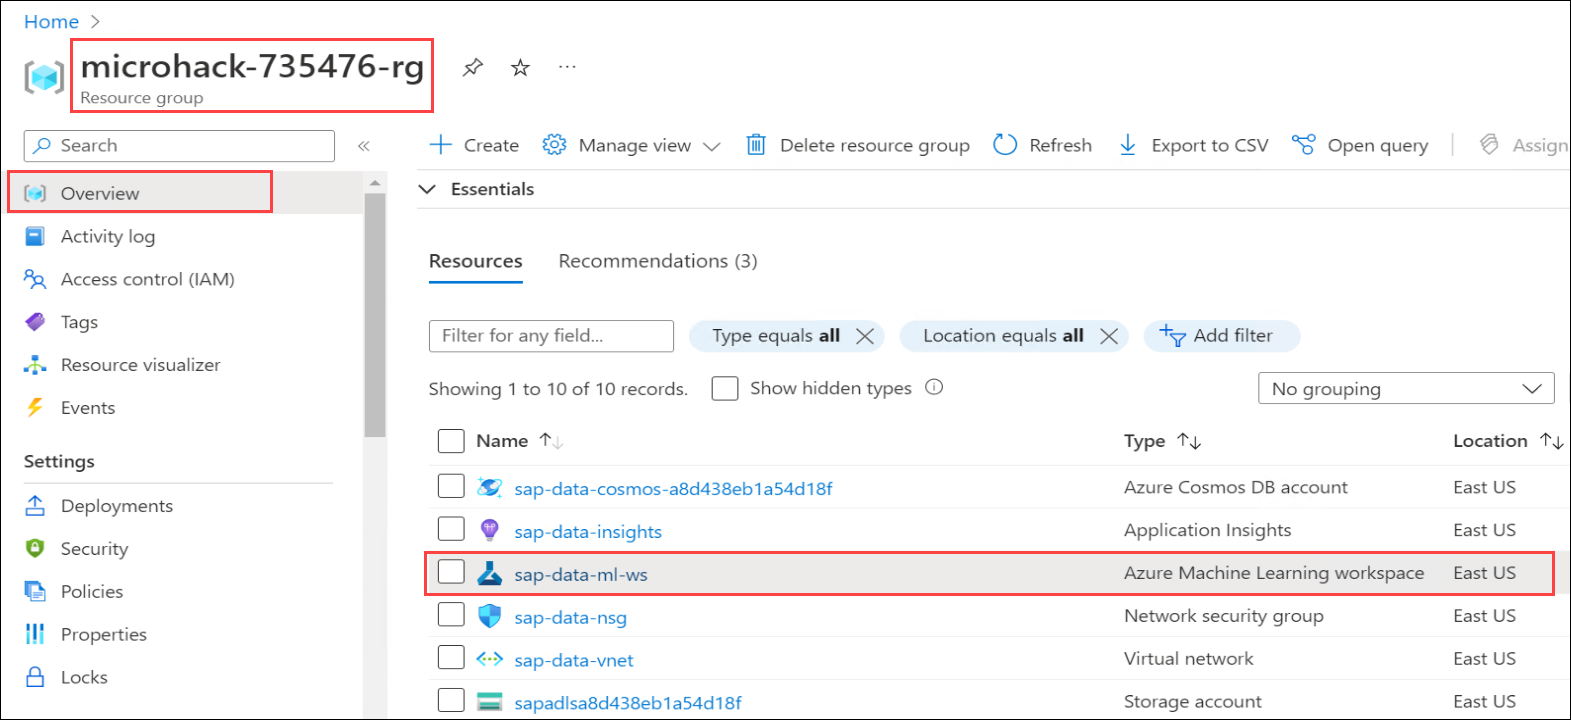 Home >
microhack-735476-rg ...
Resource group
Search «
Overview
Activity log
Access control (IAM)
Tags
Resource visualizer
Events
Settings
Deployments
Security
Policies
Properties
Locks
+ Create Manage view Delete resource group Refresh Export to CSV Open query Assign
Essentials
Resources Recommendations (3)
Filter for any field... Type equals all Location equals all Add filter
Showing 1 to 10 of 10 records. Show hidden types No grouping
Name ↑↓ Type ↑↓ Location ↑↓
sap-data-cosmos-a8d438eb1a54d18f Azure Cosmos DB account East US
sap-data-insights Application Insights East US
sap-data-ml-ws Azure Machine Learning workspace East US
sap-data-nsg Network security group East US
sap-data-vnet Virtual network East US
sapadlsa8d438eb1a54d18f Storage account East US